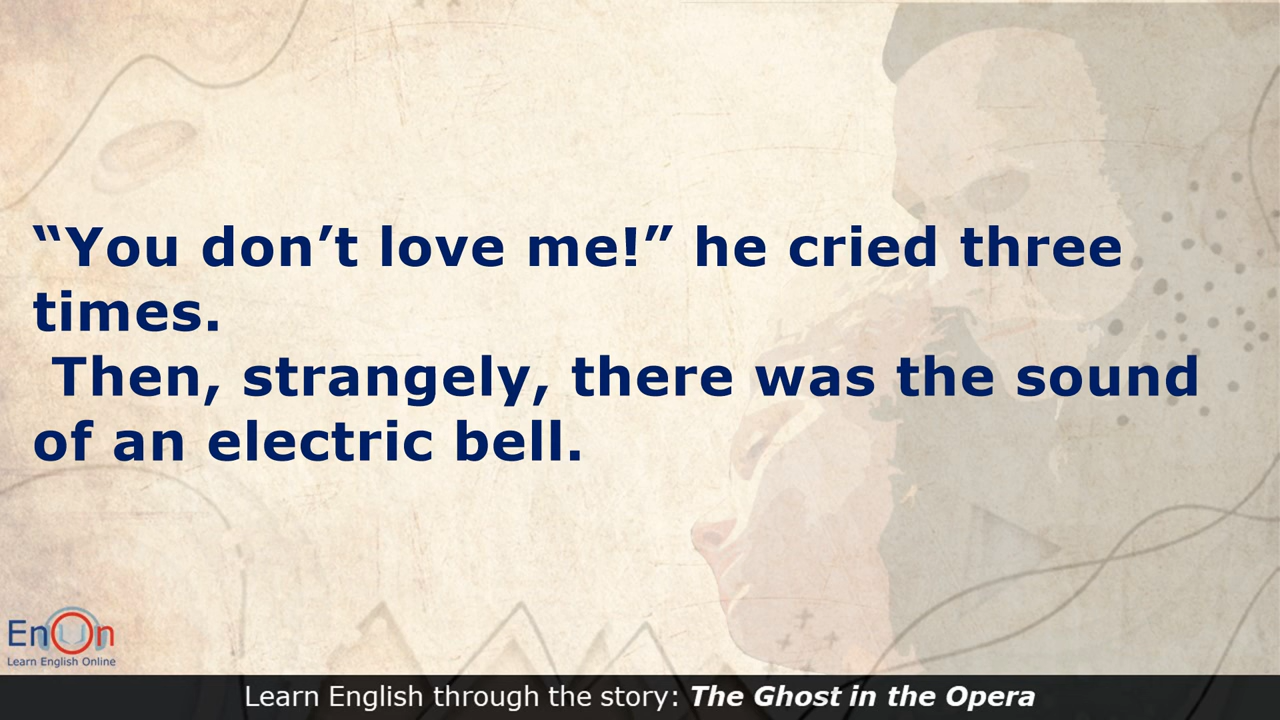 “You don’t love me!” he cried three
times.
Then, strangely, there was the sound
of an electric bell.
EnOn
Learn English Online
Learn English through the story: The Ghost in the Opera